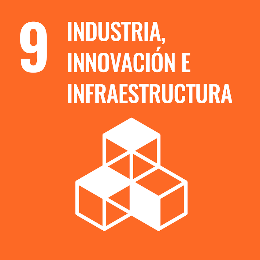 9 INDUSTRIA,
INNOVACIÓN E
INFRAESTRUCTURA